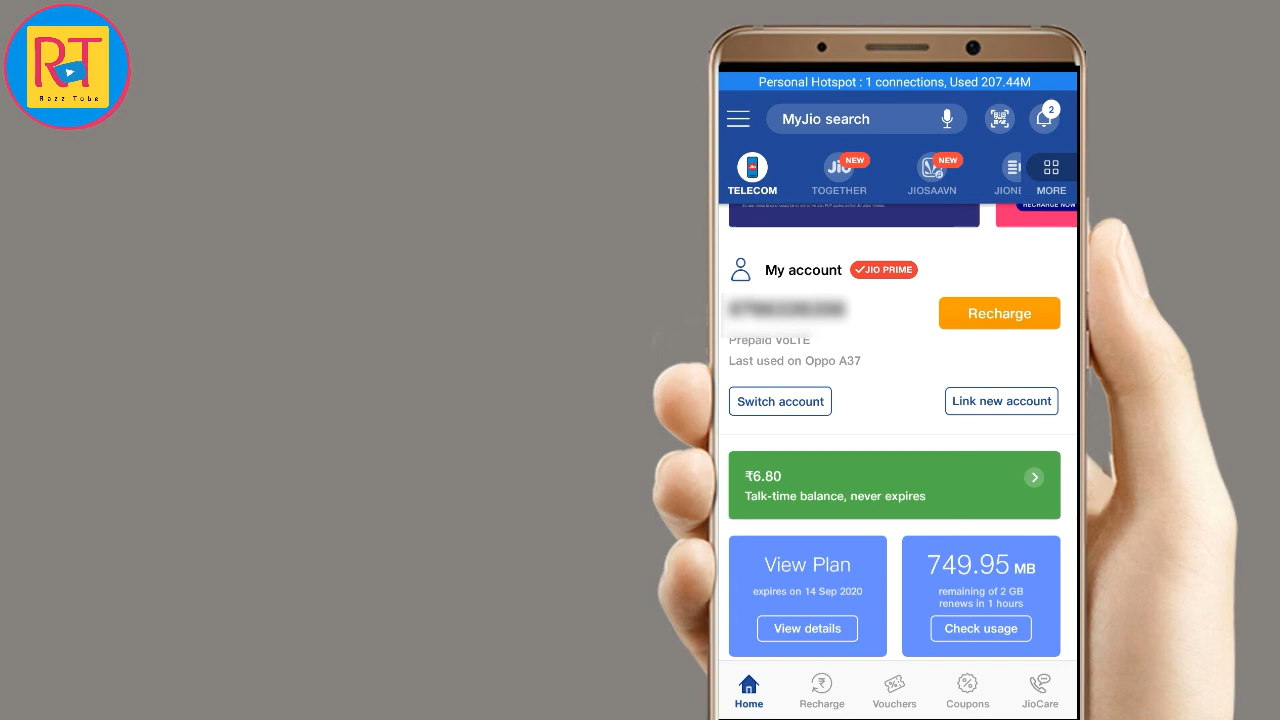 RT
Razz Tube
Personal Hotspot : 1 connections, Used 207.44M
MyJio search
2
NEW
NEW
Jio
TELECOM
TOGETHER
JIOSAAVN
JIONE
MORE
RECHARGE NOW
My account
JIO PRIME
Recharge
Prepaid VoLTE
Last used on Oppo A37
Switch account
Link new account
₹6.80
Talk-time balance, never expires
View Plan
expires on 14 Sep 2020
View details
749.95 MB
remaining of 2 GB
renews in 1 hours
Check usage
Home
Recharge
Vouchers
Coupons
JioCare